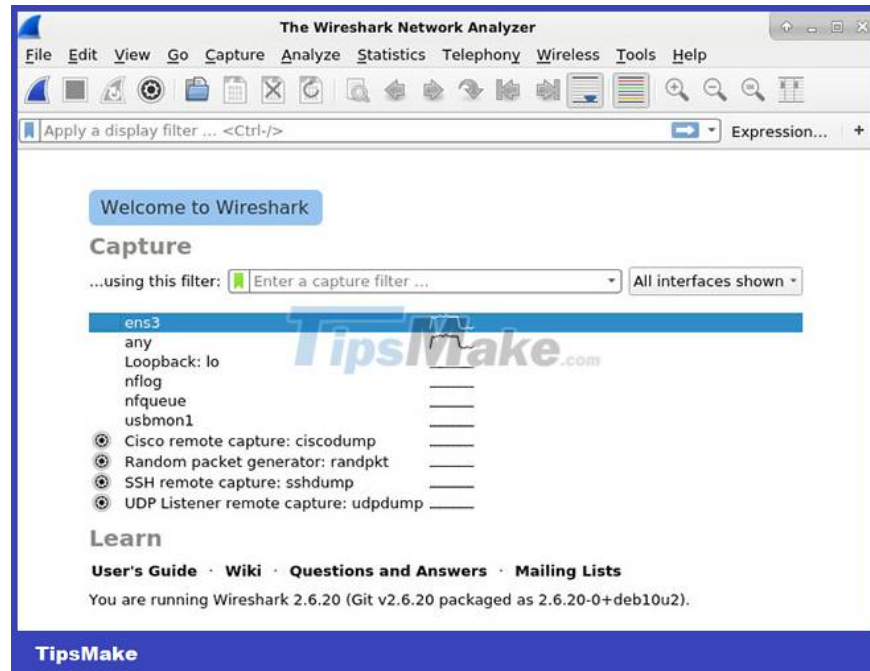 The Wireshark Network Analyzer
File Edit View Go Capture Analyze Statistics Telephony Wireless Tools Help
Apply a display filter ... <Ctrl-/> Expression... +
Welcome to Wireshark
Capture
...using this filter: Enter a capture filter ... All interfaces shown
ens3
any
Loopback: lo
nflog
nfqueue
usbmon1
Cisco remote capture: ciscodump
Random packet generator: randpkt
SSH remote capture: sshdump
UDP Listener remote capture: udpdump
TipsMake.com
Learn
User's Guide · Wiki · Questions and Answers · Mailing Lists
You are running Wireshark 2.6.20 (Git v2.6.20 packaged as 2.6.20-0+deb10u2).
TipsMake